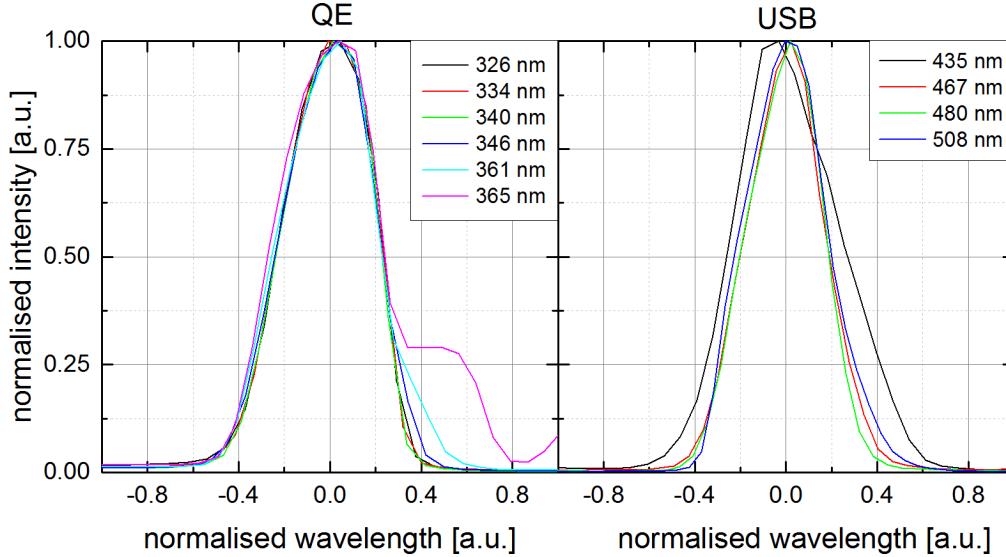 QE
USB
normalised intensity [a.u.]
1.00
0.75
0.50
0.25
0.00
326 nm
334 nm
340 nm
346 nm
361 nm
365 nm
435 nm
467 nm
480 nm
508 nm
-0.8 -0.4 0.0 0.4 0.8
-0.8 -0.4 0.0 0.4 0.8
normalised wavelength [a.u.]
normalised wavelength [a.u.]